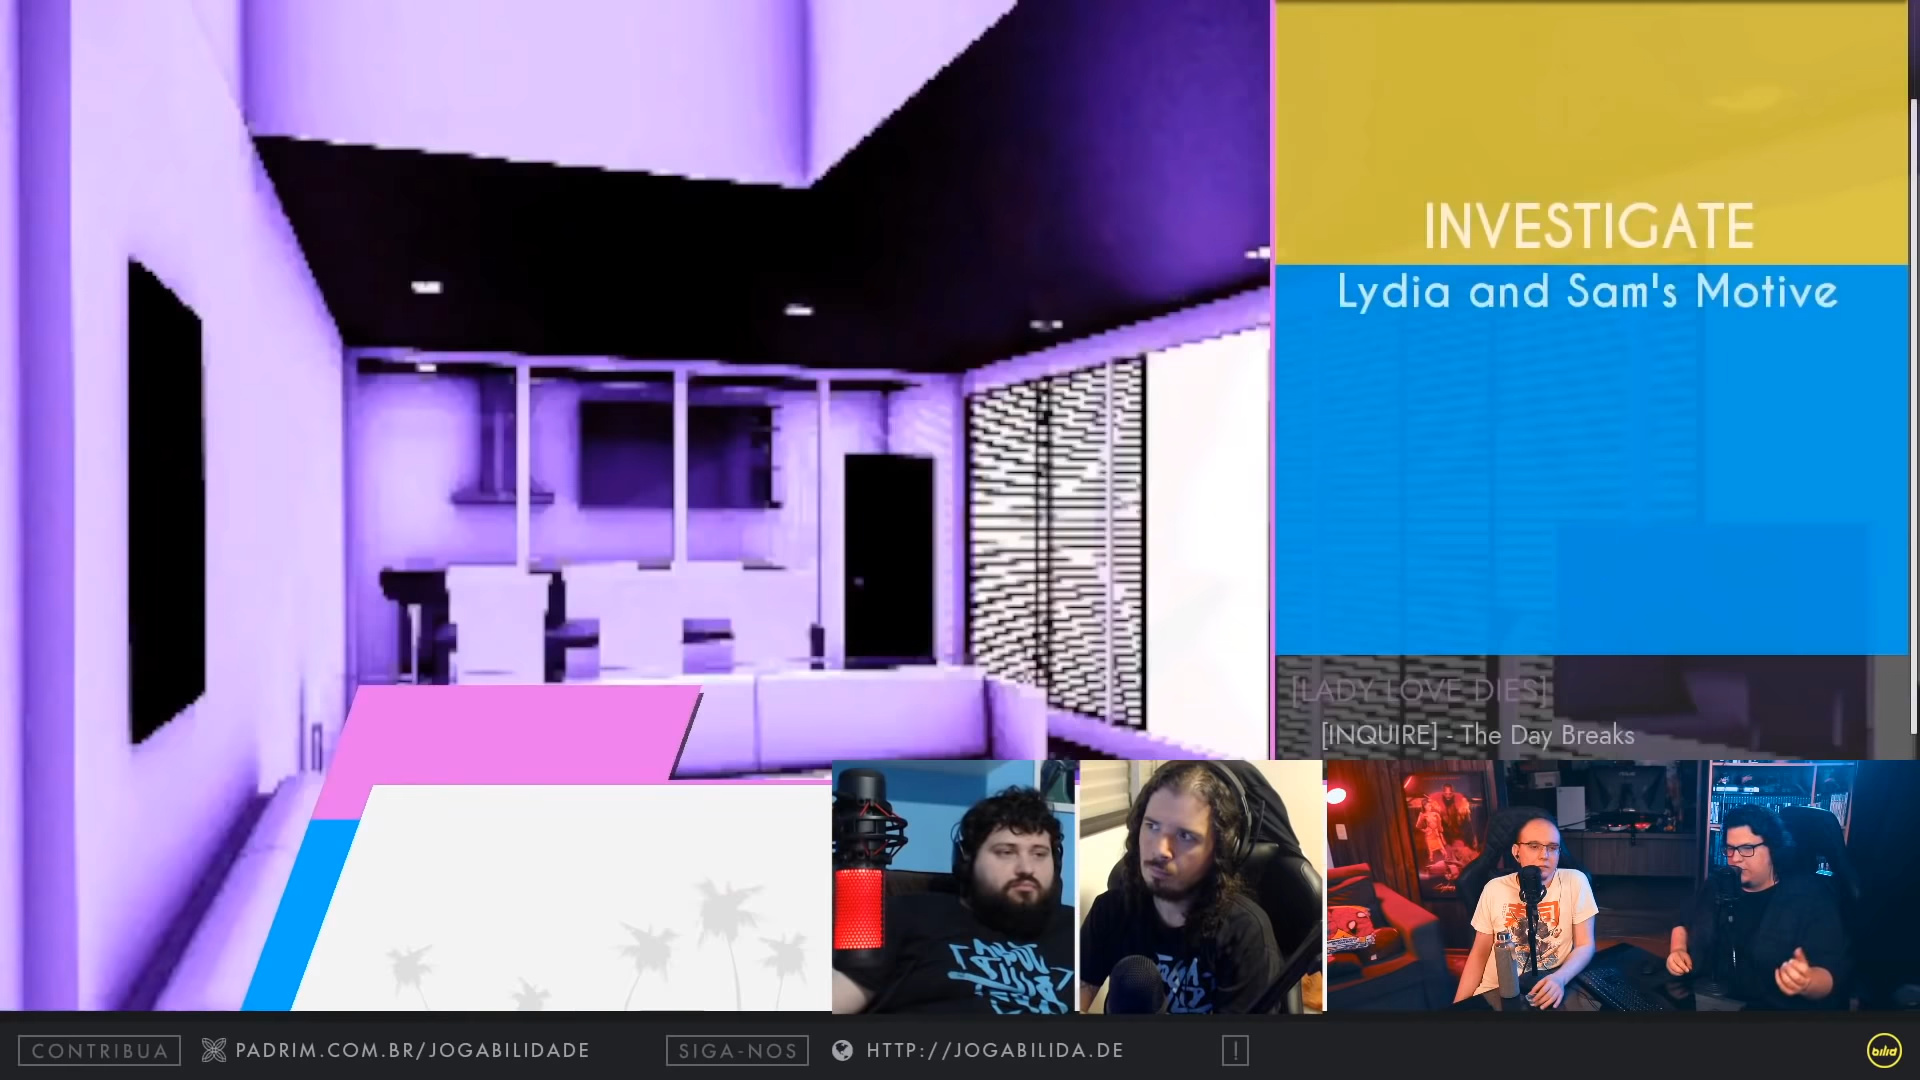 INVESTIGATE
Lydia and Sam's Motive
[LADY LOVE DIES]
[INQUIRE] - The Day Breaks
CONTRIBUA
PADRIM.COM.BR/JOGABILIDADE
SIGA-NOS
HTTP://JOGABILIDA.DE
!